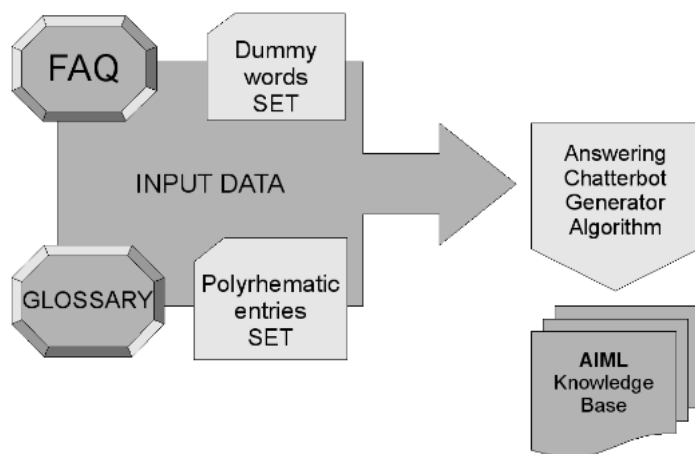 FAQ
Dummy
words
SET
INPUT DATA
GLOSSARY
Polyrhematic
entries
SET
Answering
Chatterbot
Generator
Algorithm
AIML
Knowledge
Base